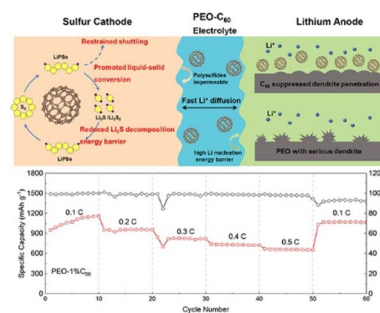 Sulfur Cathode
PEO-C60
Electrolyte
Lithium Anode
Restrained shuttling
LiPSs
Promoted liquid-solid
conversion
S8
Li2S /Li2S2
Reduced Li2S decomposition
energy barrier
LiPSs
Polysulfides
impermeable
Fast Li+ diffusion
high Li nucleation
energy barrier
Li+
C60 suppressed dendrite penetration
Li+
PEO with serious dendrite
Specific Capacity (mAh g-1)
1800
1500
1200
900
600
300
0
0.1 C
0.2 C
0.3 C
0.4 C
0.5 C
0.1 C
PEO-1%C60
100
80
60
40
20
0
0 10 20 30 40 50 60
Cycle Number